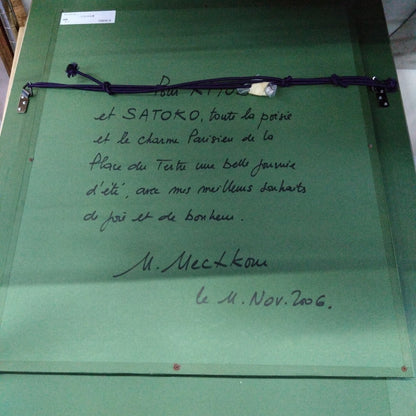 Pour
et SATOKO, toute la poésie
et le charme Parisien de la
Place du Tertre une belle journée
d'été, avec mes meilleurs souhaits
de joie et de bonheur.
M. Mectkom
le 11. Nov. 2006.